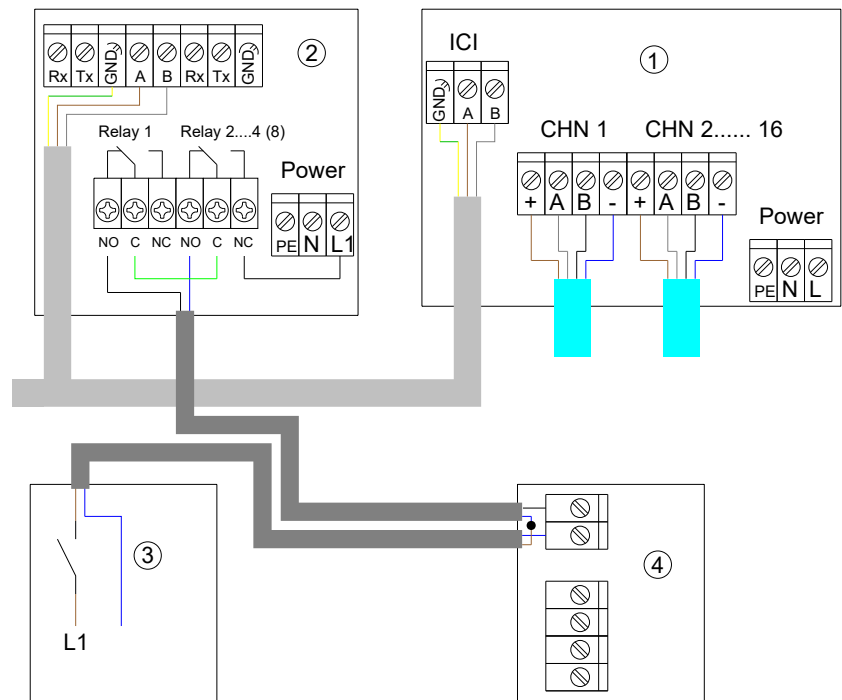 ②
Rx Tx GND A B Rx Tx GND
Relay 1 Relay 2....4 (8)
Power
NO C NC NO C NC
PE N L1
①
ICI
GND A B
CHN 1 CHN 2...... 16
+ A B - + A B -
Power
PE N L
③
L1
④